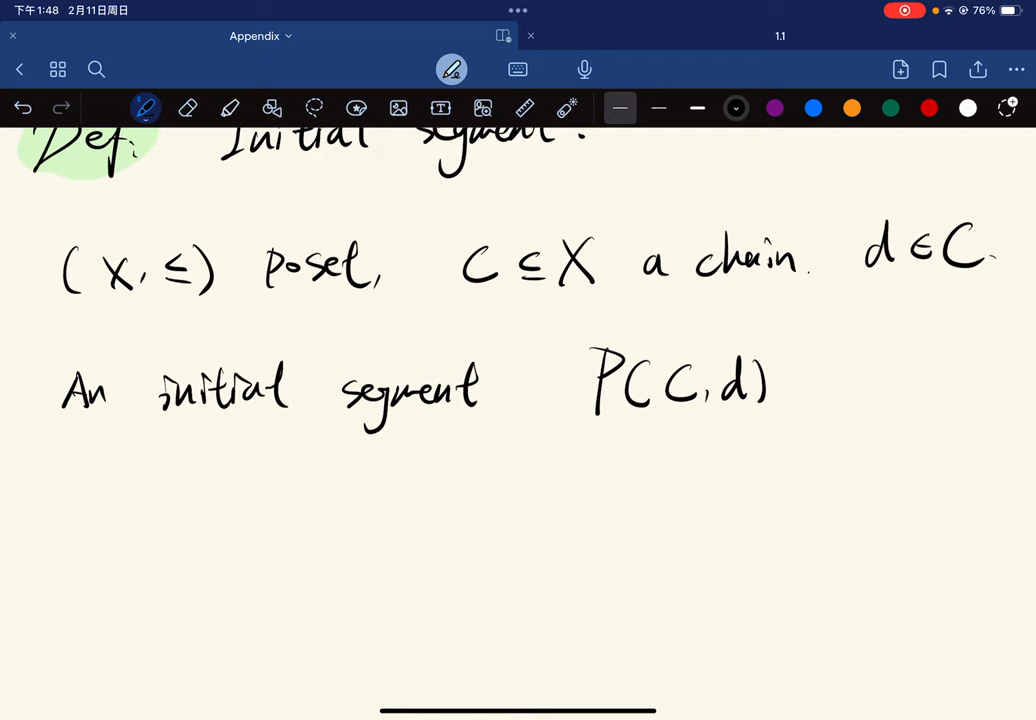 下午1:48 2月11日周日
76%
Appendix
1.1
Def: Initial segment:
(X, ≤) poset, C ⊆ X a chain. d ∈ C.
An initial segment P(C, d)